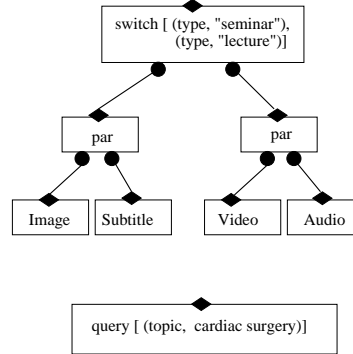 switch [ (type, "seminar"),
(type, "lecture")]
par
par
Image
Subtitle
Video
Audio
query [ (topic, cardiac surgery)]